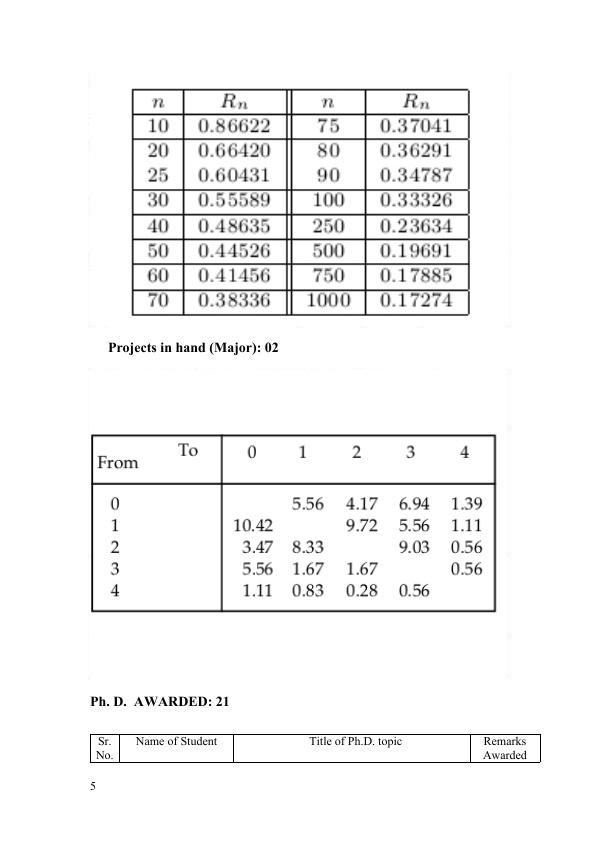 n Rn n Rn
10 0.86622 75 0.37041
20 0.66420 80 0.36291
25 0.60431 90 0.34787
30 0.55589 100 0.33326
40 0.48635 250 0.23634
50 0.44526 500 0.19691
60 0.41456 750 0.17885
70 0.38336 1000 0.17274
Projects in hand (Major): 02
From To 0 1 2 3 4
0 5.56 4.17 6.94 1.39
1 10.42 9.72 5.56 1.11
2 3.47 8.33 9.03 0.56
3 5.56 1.67 1.67 0.56
4 1.11 0.83 0.28 0.56
Ph. D. AWARDED: 21
Sr. Name of Student Title of Ph.D. topic Remarks
No. Awarded
5